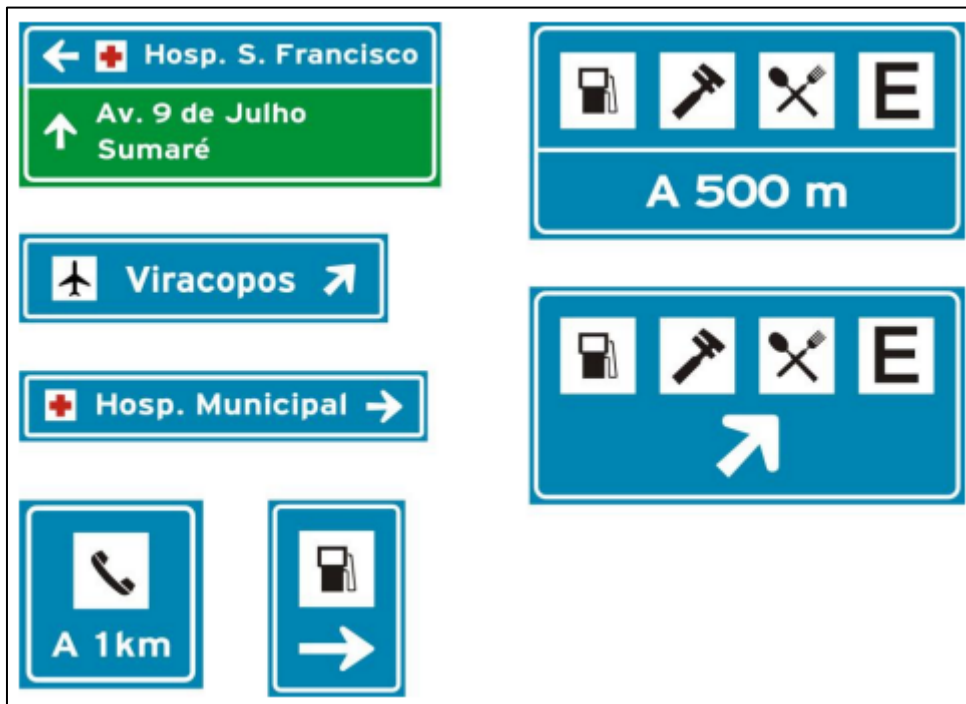 Hosp. S. Francisco
Av. 9 de Julho
Sumaré
Viracopos
Hosp. Municipal
A 1km
E
A 500 m
E